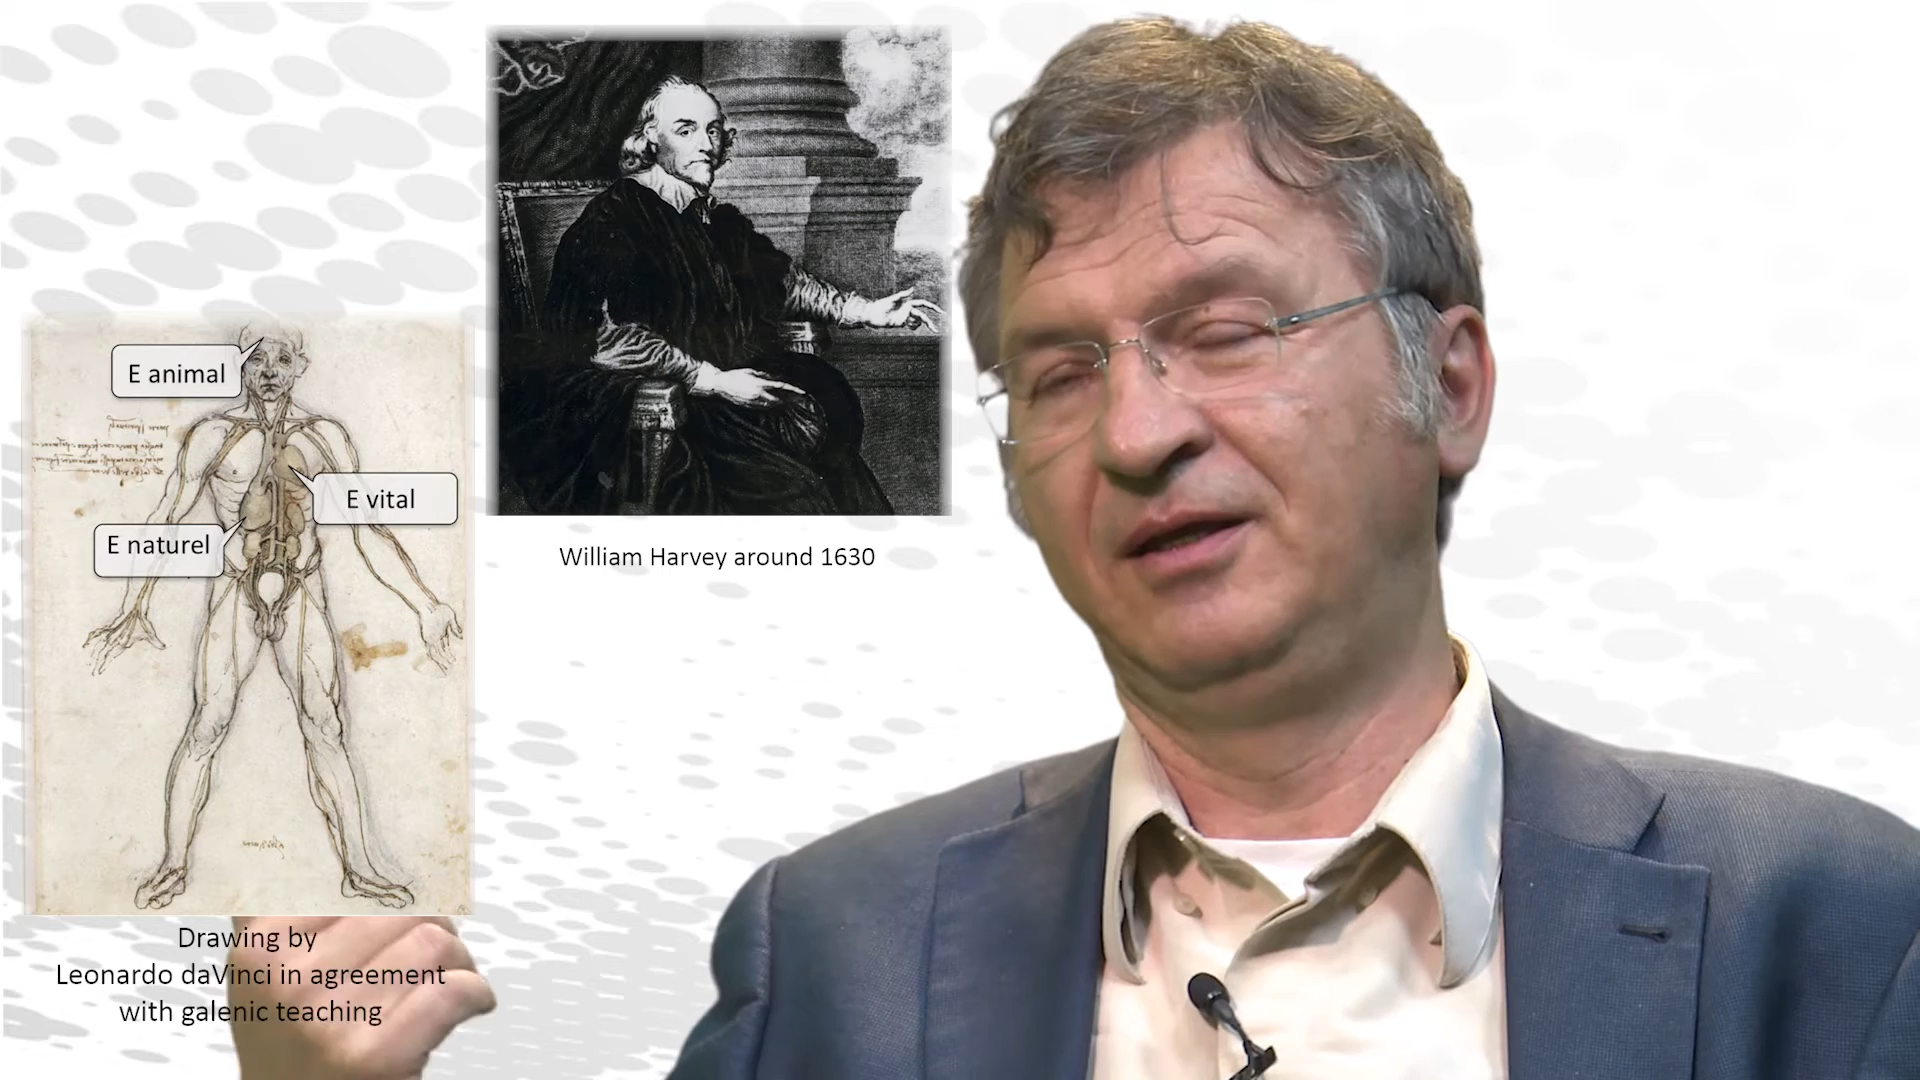 E animal
E vital
E naturel
William Harvey around 1630
Drawing by
Leonardo daVinci in agreement
with galenic teaching